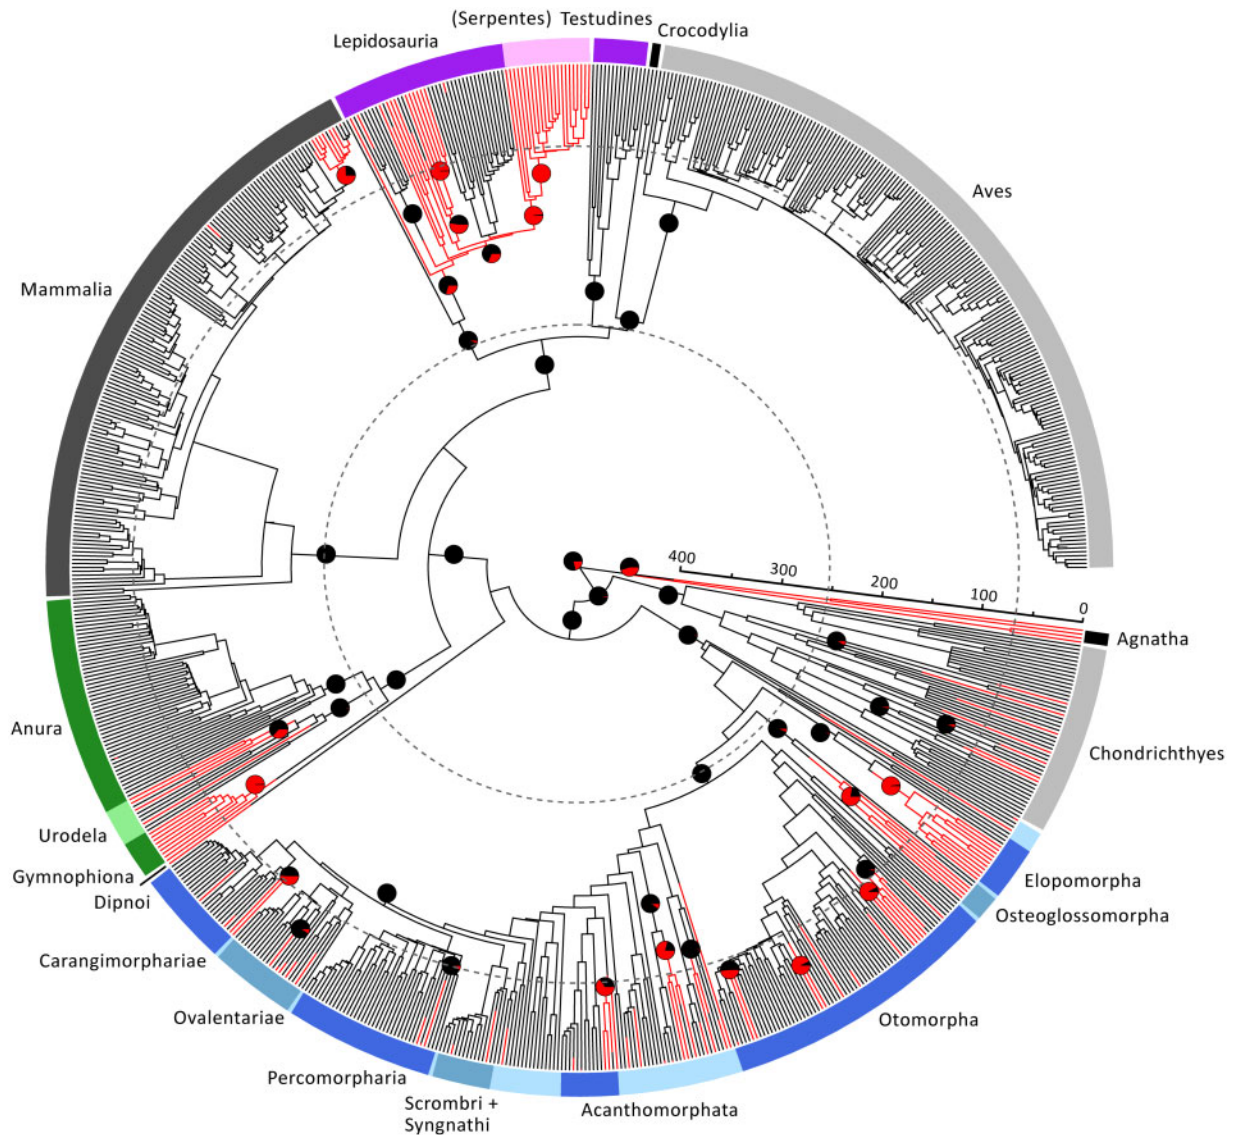 (Serpentes) Testudines
Crocodylia
Lepidosauria
Aves
Mammalia
400
300
200
100
0
Agnatha
Anura
Chondrichthyes
Urodela
Gymnophiona
Dipnoi
Elopomorpha
Osteoglossomorpha
Carangimorphariae
Otomorpha
Ovalentariae
Percomorpharia
Scrombri +
Syngnathi
Acanthomorphata